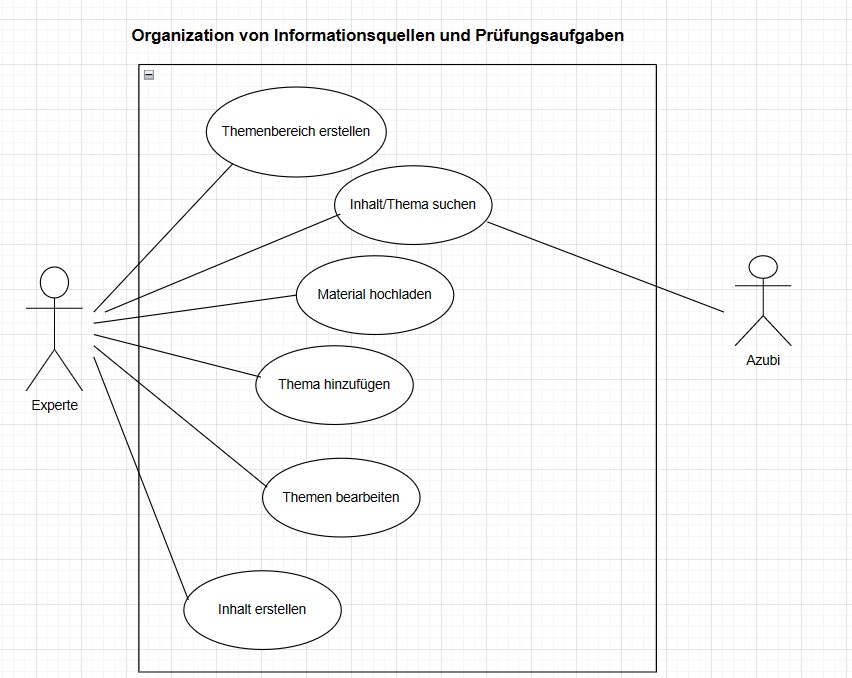 Organization von Informationsquellen und Prüfungsaufgaben
Themenbereich erstellen
Inhalt/Thema suchen
Material hochladen
Thema hinzufügen
Themen bearbeiten
Inhalt erstellen
Experte
Azubi